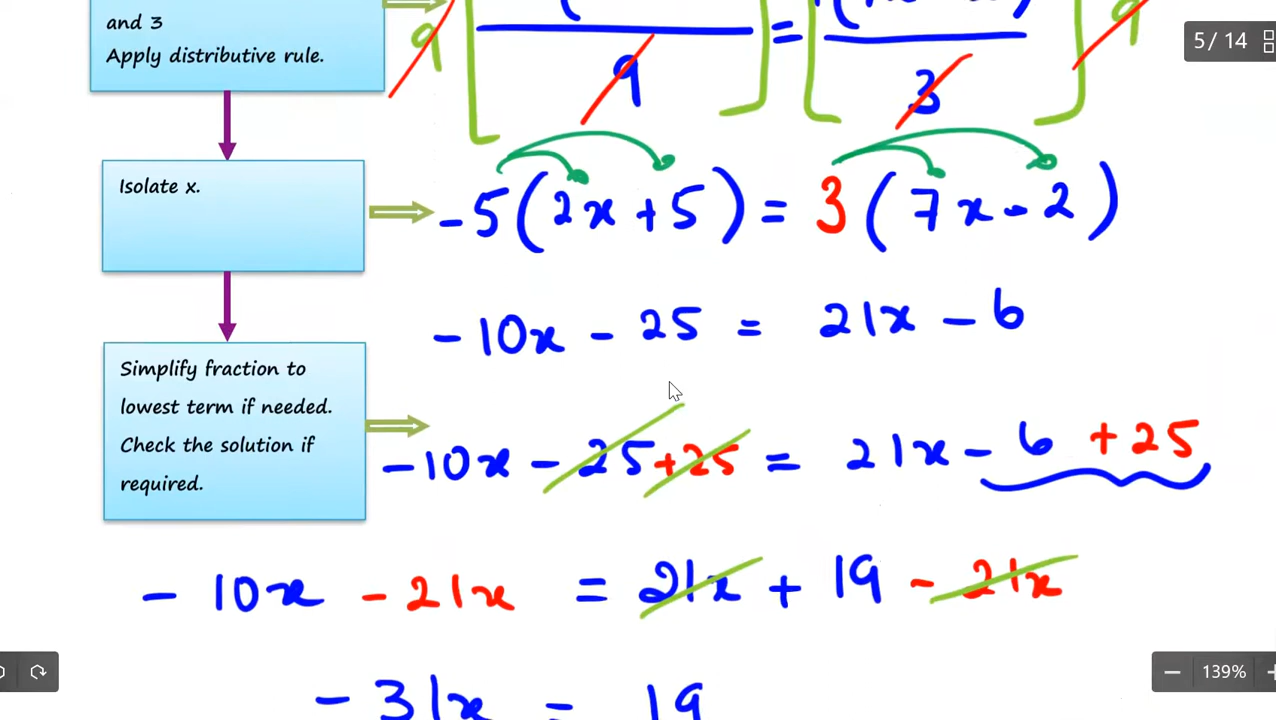 and 3
Apply distributive rule.
5 / 14
9 [ 9 ] = [ 3 ] 9
Isolate x.
-5(2x+5) = 3(7x-2)
-10x - 25 = 21x - 6
Simplify fraction to
lowest term if needed.
Check the solution if
required.
-10x - 25 + 25 = 21x - 6 + 25
- 10x - 21x = 21x + 19 - 21x
- 31x = 19
139%